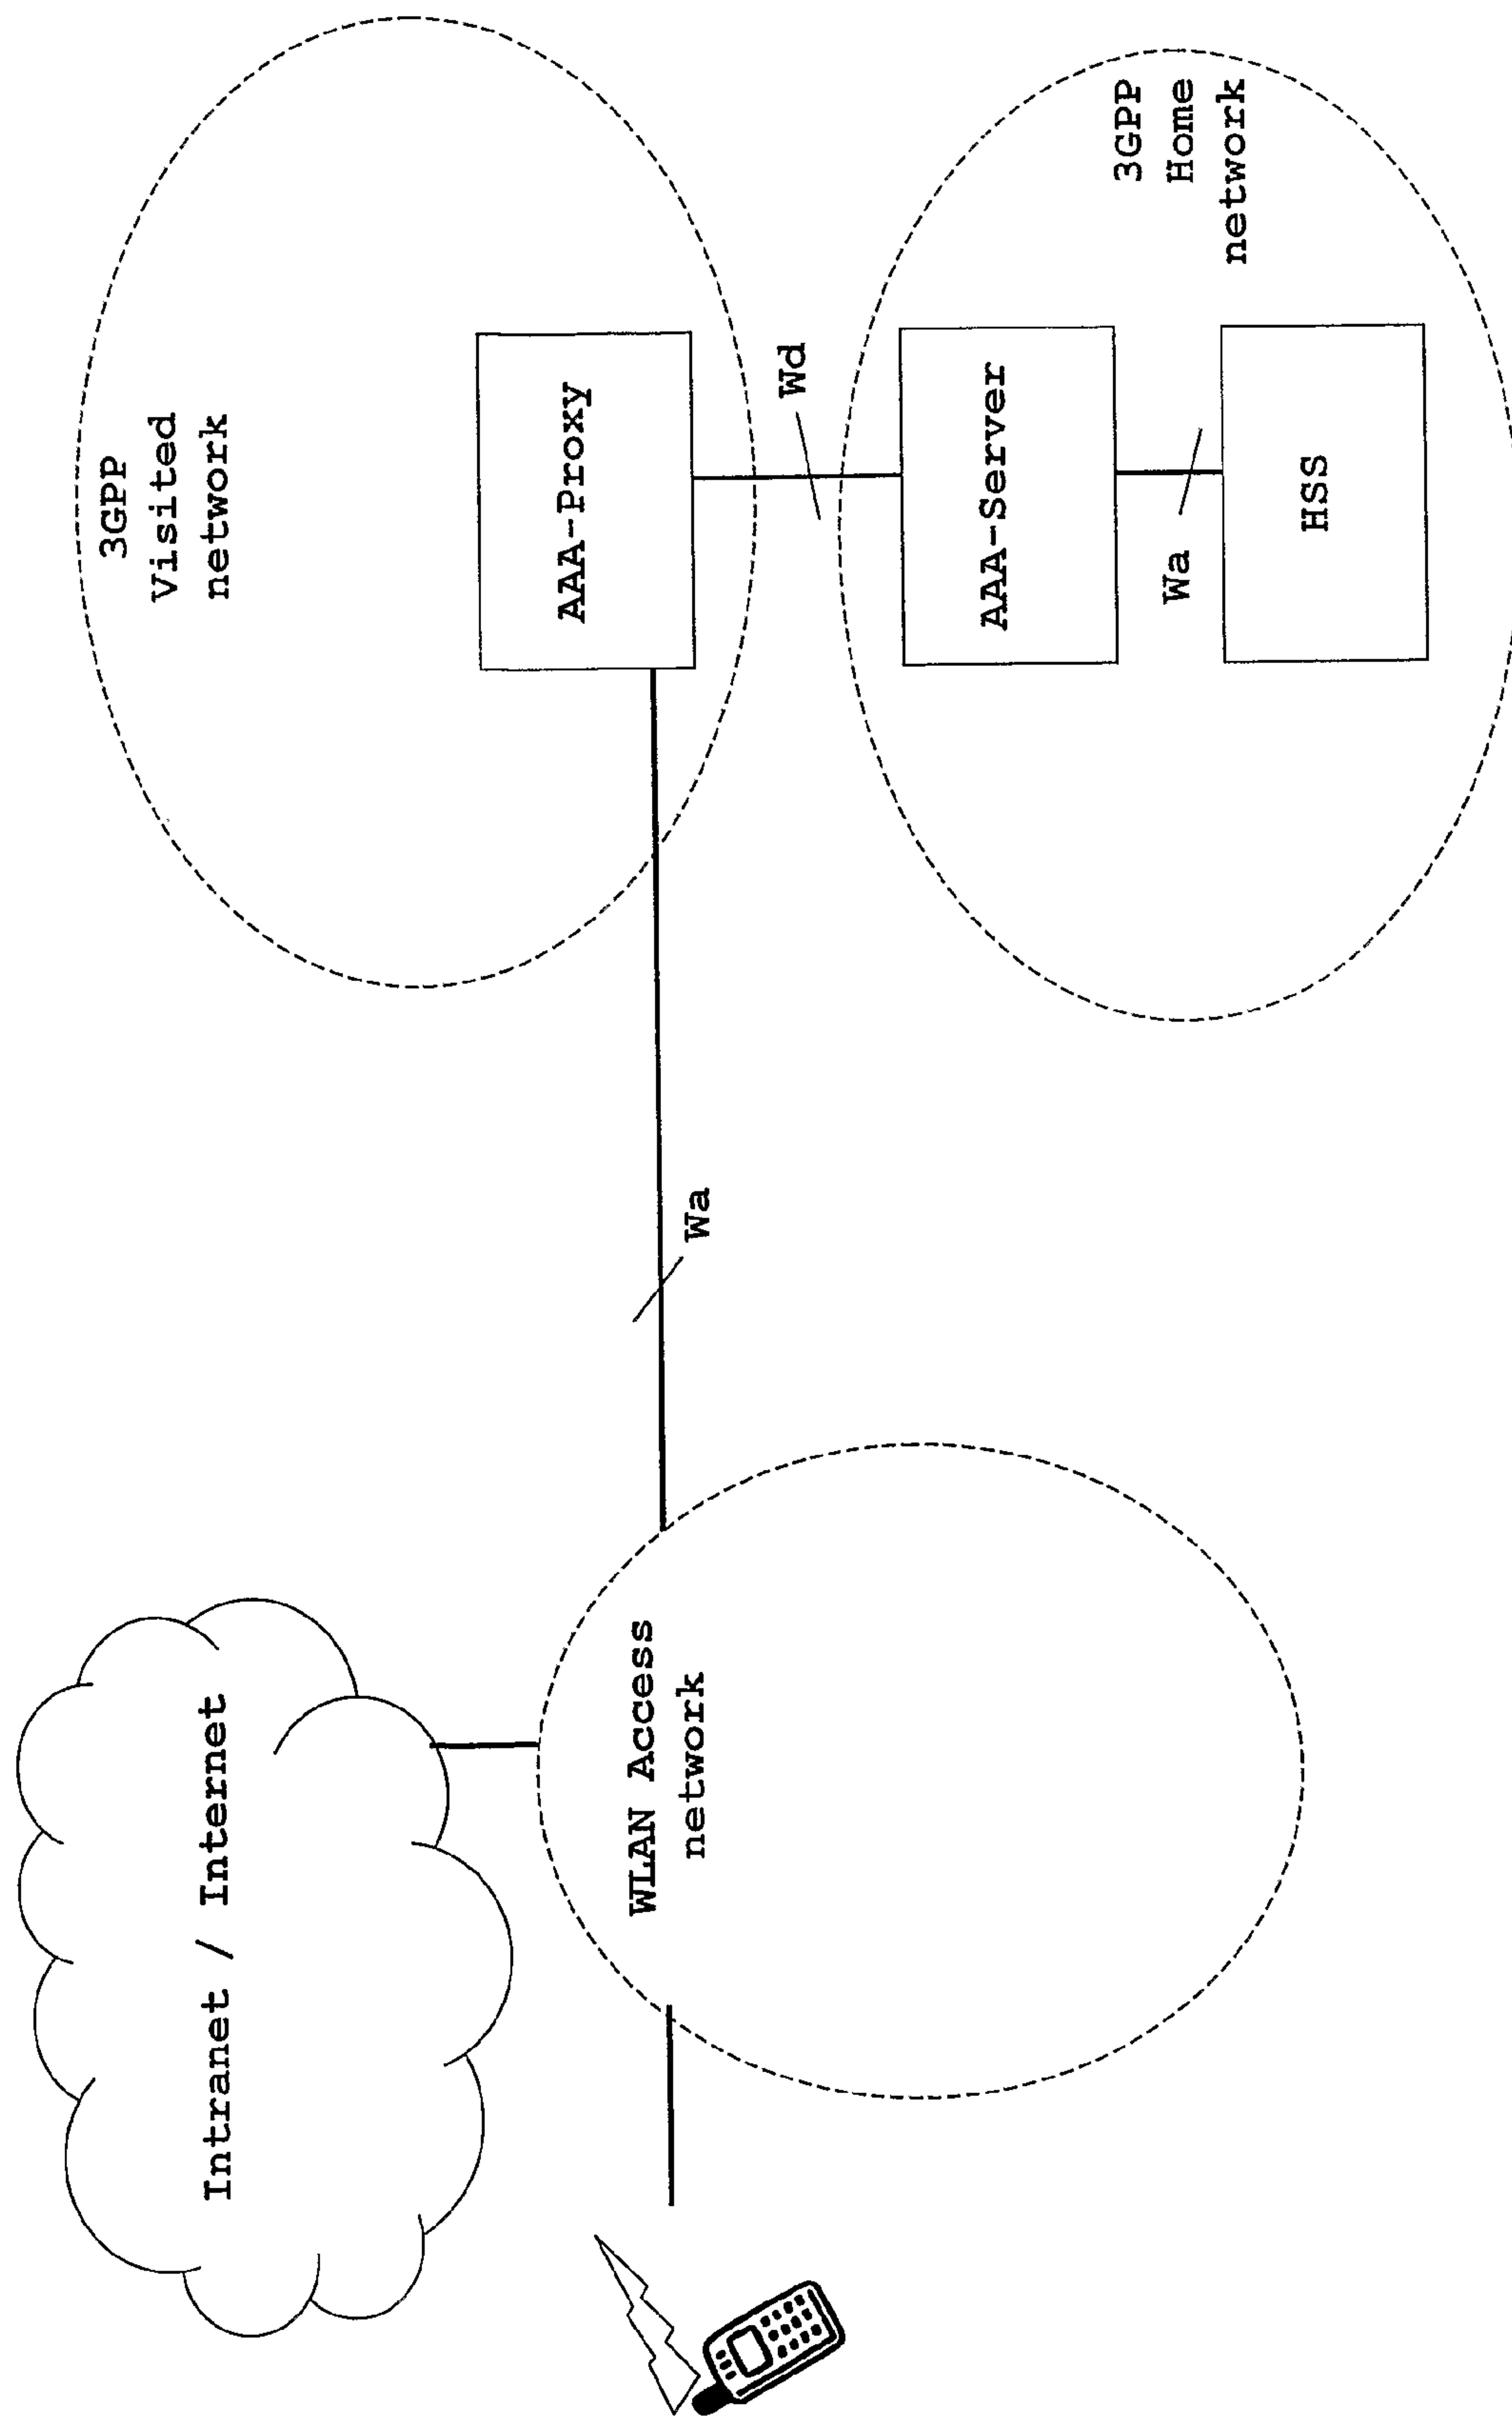 Intranet / Internet
3GPP
Visited
network
WLAN Access
network
Wa
AAA-Proxy
Wd
AAA-Server
Wa
HSS
3GPP
Home
network